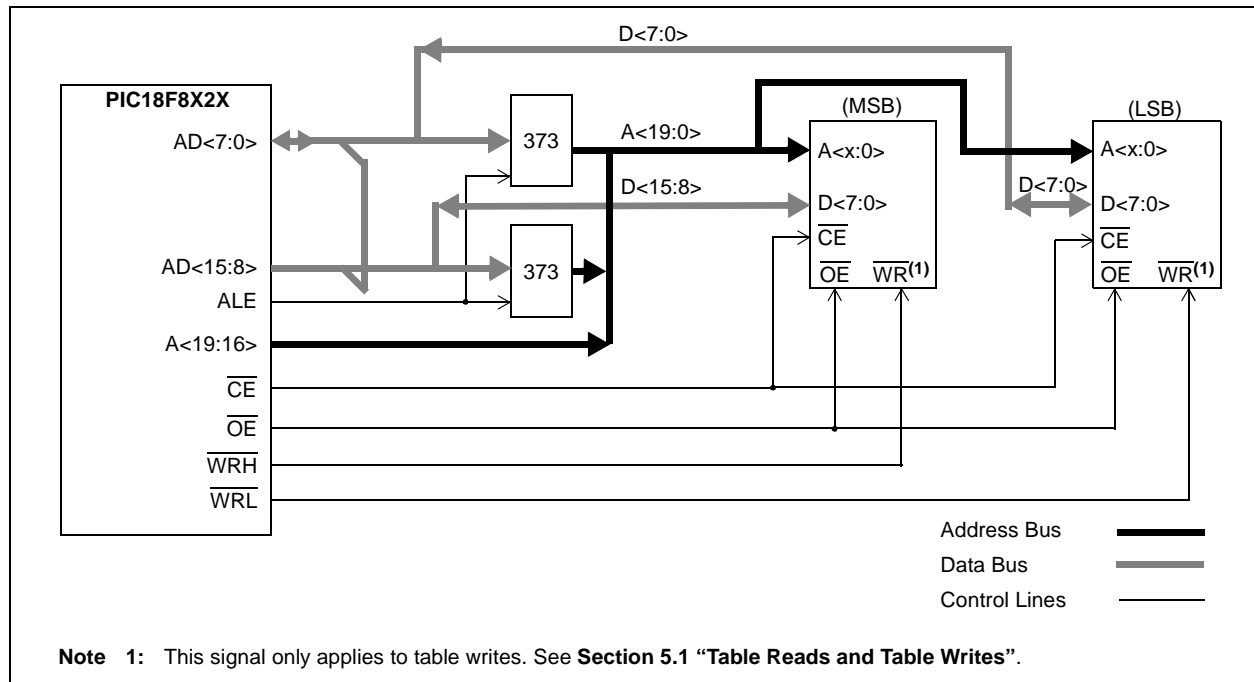 D<7:0>
PIC18F8X2X
AD<7:0>
373
A<19:0>
(MSB)
A<x:0>
(LSB)
A<x:0>
D<15:8>
D<7:0>
D<7:0>
D<7:0>
CE
CE
AD<15:8>
373
OE WR(1)
OE WR(1)
ALE
A<19:16>
CE
OE
WRH
WRL
Address Bus
Data Bus
Control Lines
Note 1: This signal only applies to table writes. See Section 5.1 “Table Reads and Table Writes”.